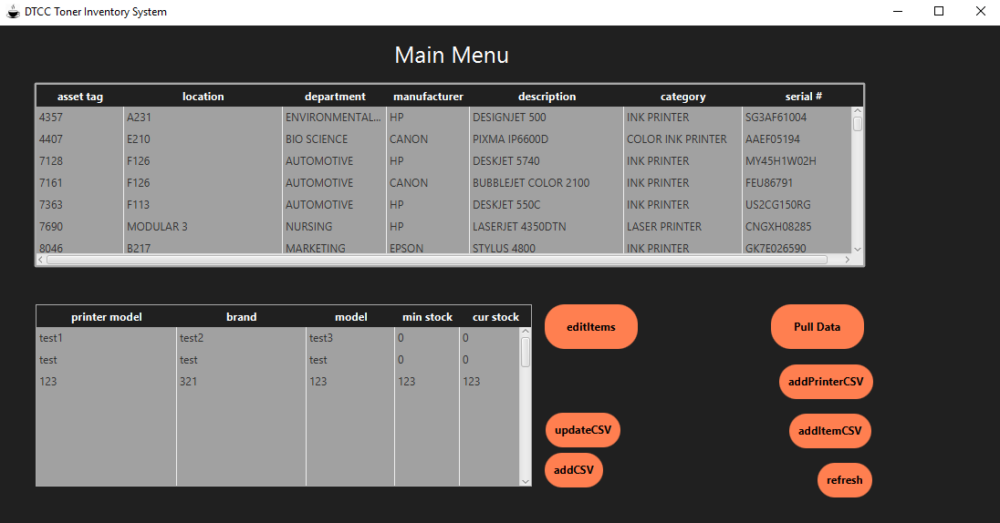 DTCC Toner Inventory System
Main Menu
asset tag location department manufacturer description category serial #
4357 A231 ENVIRONMENTAL... HP DESIGNJET 500 INK PRINTER SG3AF61004
4407 E210 BIO SCIENCE CANON PIXMA IP6600D COLOR INK PRINTER AAEF05194
7128 F126 AUTOMOTIVE HP DESKJET 5740 INK PRINTER MY45H1W02H
7161 F126 AUTOMOTIVE CANON BUBBLEJET COLOR 2100 INK PRINTER FEU86791
7363 F113 AUTOMOTIVE HP DESKJET 550C INK PRINTER US2CG150RG
7690 MODULAR 3 NURSING HP LASERJET 4350DTN LASER PRINTER CNGXH08285
8046 B217 MARKETING EPSON STYLUS 4800 INK PRINTER GK7E026590
printer model brand model min stock cur stock
test1 test2 test3 0 0
test test test 0 0
123 321 123 123 123
editItems
Pull Data
addPrinterCSV
updateCSV
addItemCSV
addCSV
refresh